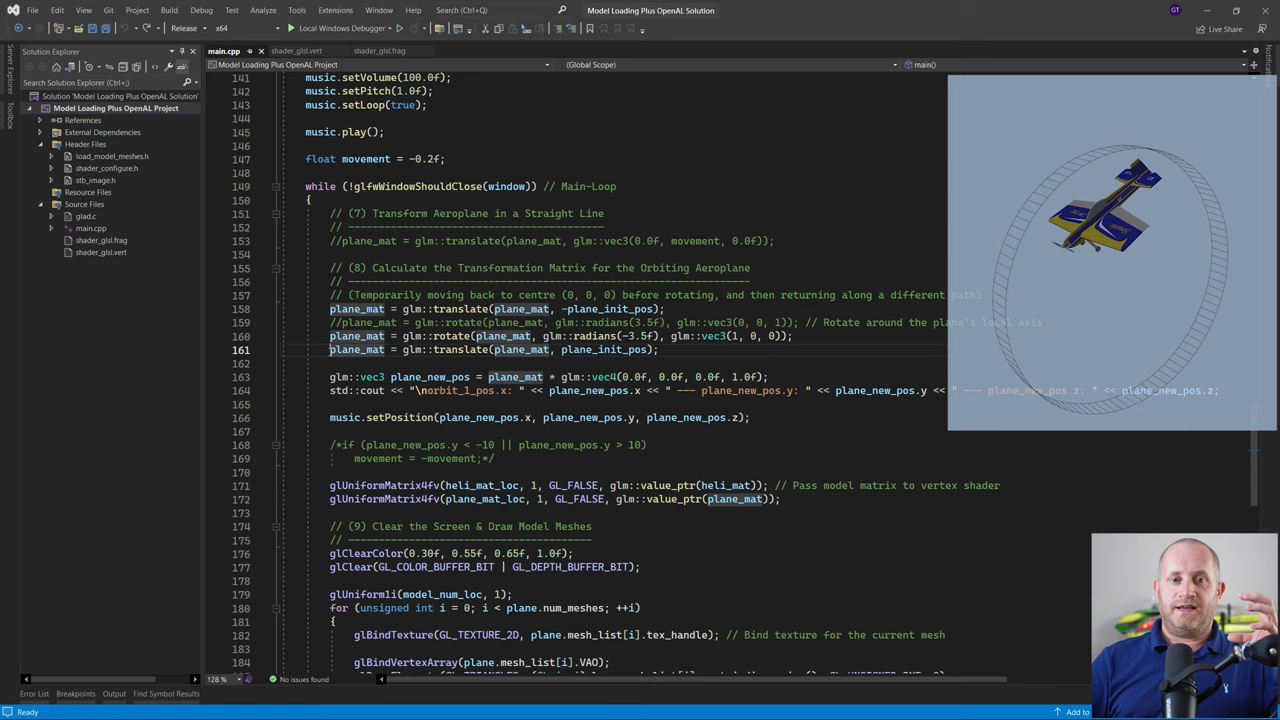 File Edit View Git Project Build Debug Test Analyze Tools Extensions Window Help Search (Ctrl+;) Model Loading Plus OpenAL Solution GT
Release x64 Local Windows Debugger Live Share
Server Explorer
Toolbox
Notifications
Solution Explorer
Search Solution Explorer (Ctrl+;)
Solution 'Model Loading Plus OpenAL Solution'
Model Loading Plus OpenAL Project
References
External Dependencies
Header Files
load_model_meshes.h
shader_configure.h
stb_image.h
Resource Files
Source Files
glad.c
main.cpp
shader_glsl.frag
shader_glsl.vert
main.cpp shader_glsl.vert shader_glsl.frag
Model Loading Plus OpenAL Project (Global Scope) main()
141 music.setVolume(100.0f);
142 music.setPitch(1.0f);
143 music.setLoop(true);
144
145 music.play();
146
147 float movement = -0.2f;
148
149 while (!glfwWindowShouldClose(window)) // Main-Loop
150 {
151 // (7) Transform Aeroplane in a Straight Line
152 // ------------------------------------------
153 //plane_mat = glm::translate(plane_mat, glm::vec3(0.0f, movement, 0.0f));
154
155 // (8) Calculate the Transformation Matrix for the Orbiting Aeroplane
156 // -------------------------------------------------------------------
157 // (Temporarily moving back to centre (0, 0, 0) before rotating, and then returning along a different path)
158 plane_mat = glm::translate(plane_mat, -plane_init_pos);
159 //plane_mat = glm::rotate(plane_mat, glm::radians(3.5f), glm::vec3(0, 0, 1)); // Rotate around the plane's local axis
160 plane_mat = glm::rotate(plane_mat, glm::radians(-3.5f), glm::vec3(1, 0, 0));
161 plane_mat = glm::translate(plane_mat, plane_init_pos);
162
163 glm::vec3 plane_new_pos = plane_mat * glm::vec4(0.0f, 0.0f, 0.0f, 1.0f);
164 std::cout << "\norbit_1_pos.x: " << plane_new_pos.x << " --- plane_new_pos.y: " << plane_new_pos.y << " --- plane_new_pos.z: " << plane_new_pos.z;
165
166 music.setPosition(plane_new_pos.x, plane_new_pos.y, plane_new_pos.z);
167
168 /*if (plane_new_pos.y < -10 || plane_new_pos.y > 10)
169 movement = -movement;*/
170
171 glUniformMatrix4fv(heli_mat_loc, 1, GL_FALSE, glm::value_ptr(heli_mat)); // Pass model matrix to vertex shader
172 glUniformMatrix4fv(plane_mat_loc, 1, GL_FALSE, glm::value_ptr(plane_mat));
173
174 // (9) Clear the Screen & Draw Model Meshes
175 // ----------------------------------------
176 glClearColor(0.30f, 0.55f, 0.65f, 1.0f);
177 glClear(GL_COLOR_BUFFER_BIT | GL_DEPTH_BUFFER_BIT);
178
179 glUniform1i(model_num_loc, 1);
180 for (unsigned int i = 0; i < plane.num_meshes; ++i)
181 {
182 glBindTexture(GL_TEXTURE_2D, plane.mesh_list[i].tex_handle); // Bind texture for the current mesh
183
184 glBindVertexArray(plane.mesh_list[i].VAO);
128 % No issues found
Error List Breakpoints Output Find Symbol Results
Ready Add to